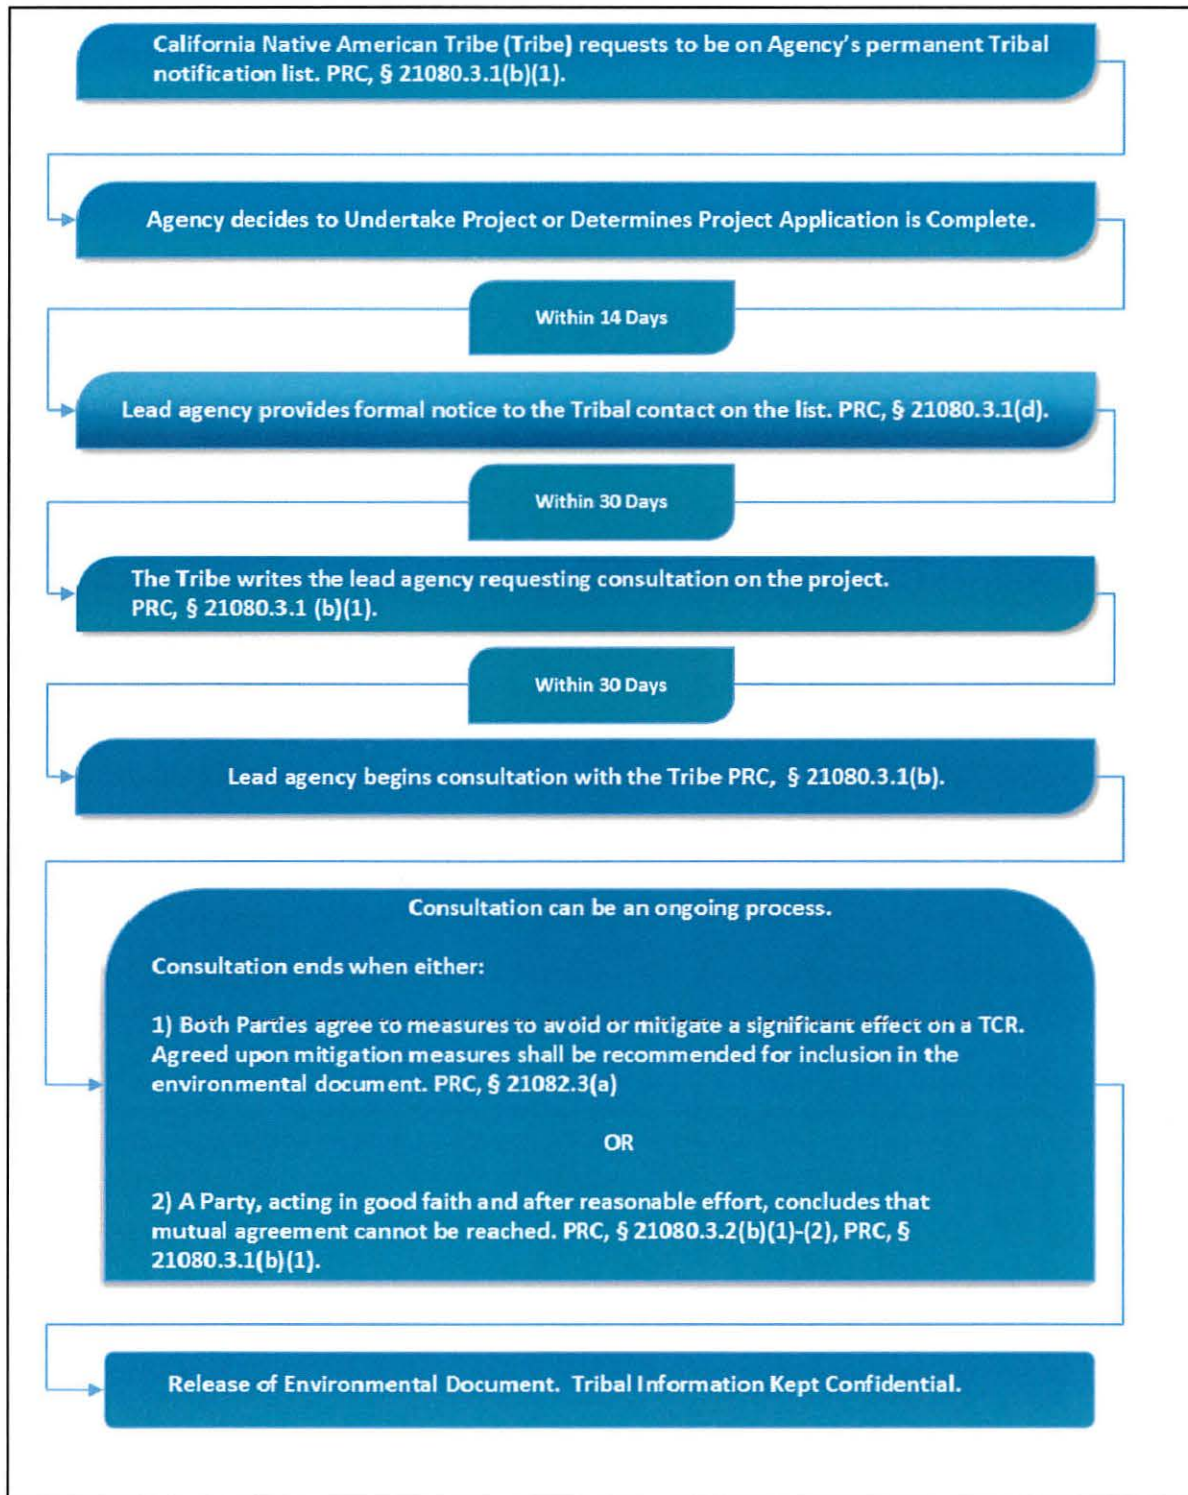 California Native American Tribe (Tribe) requests to be on Agency's permanent Tribal
notification list. PRC, § 21080.3.1(b)(1).
Agency decides to Undertake Project or Determines Project Application is Complete.
Within 14 Days
Lead agency provides formal notice to the Tribal contact on the list. PRC, § 21080.3.1(d).
Within 30 Days
The Tribe writes the lead agency requesting consultation on the project.
PRC, § 21080.3.1 (b)(1).
Within 30 Days
Lead agency begins consultation with the Tribe PRC, § 21080.3.1(b).
Consultation can be an ongoing process.
Consultation ends when either:
1) Both Parties agree to measures to avoid or mitigate a significant effect on a TCR.
Agreed upon mitigation measures shall be recommended for inclusion in the
environmental document. PRC, § 21082.3(a)
OR
2) A Party, acting in good faith and after reasonable effort, concludes that
mutual agreement cannot be reached. PRC, § 21080.3.2(b)(1)-(2), PRC, §
21080.3.1(b)(1).
Release of Environmental Document. Tribal Information Kept Confidential.